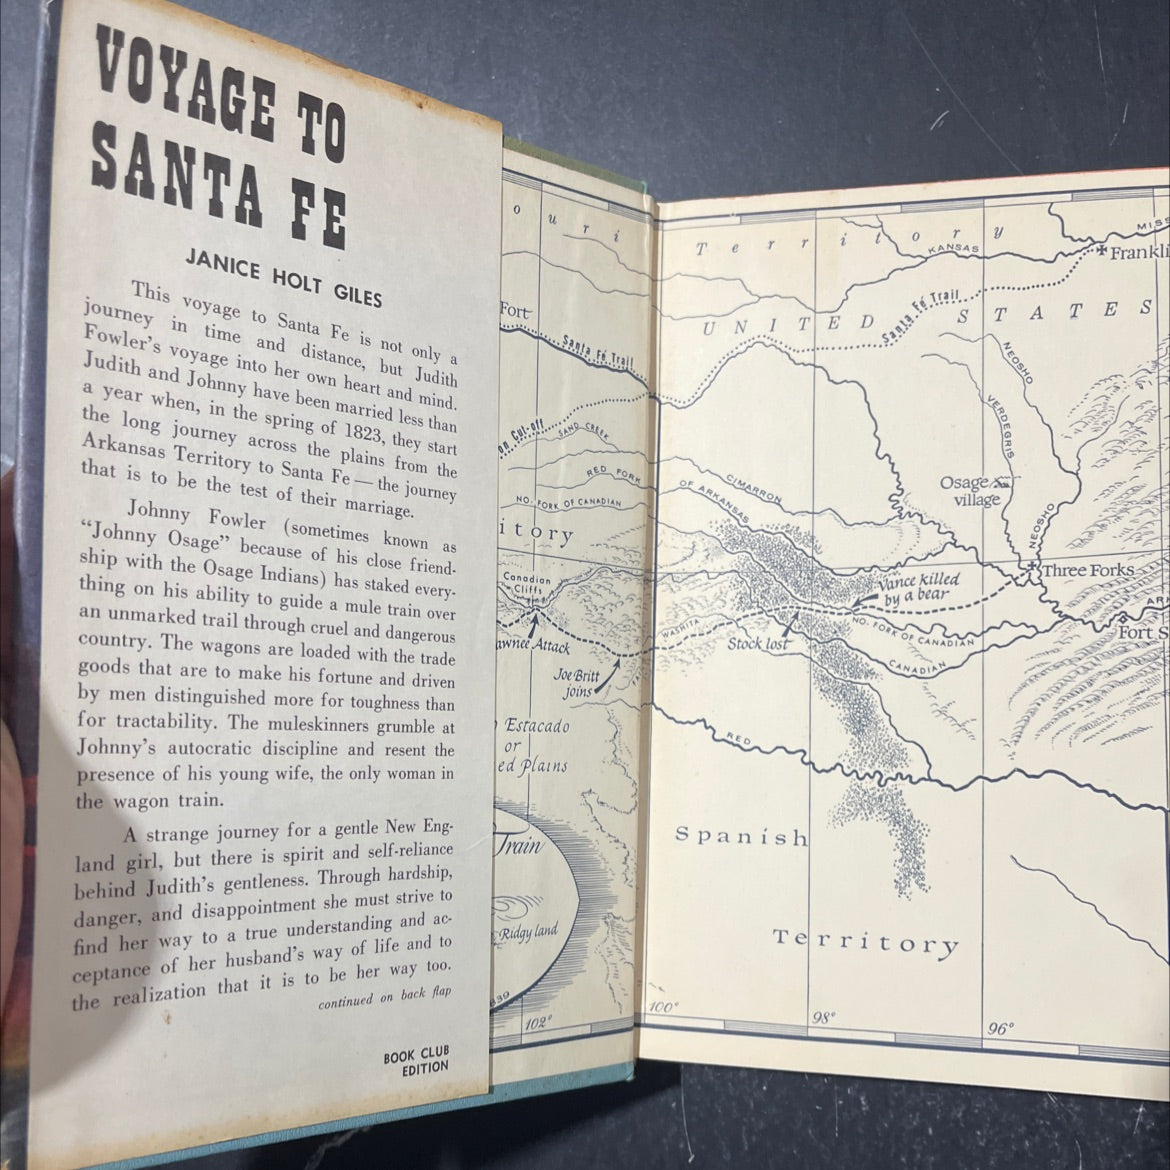 VOYAGE TO
SANTA FE
JANICE HOLT GILES
This voyage to Santa Fe is not only a
journey in time and distance, but Judith
Fowler's voyage into her own heart and mind.
Judith and Johnny have been married less than
a year when, in the spring of 1823, they start
the long journey across the plains from the
Arkansas Territory to Santa Fe — the journey
that is to be the test of their marriage.
Johnny Fowler (sometimes known as
“Johnny Osage” because of his close friend-
ship with the Osage Indians) has staked every-
thing on his ability to guide a mule train over
an unmarked trail through cruel and dangerous
country. The wagons are loaded with the trade
goods that are to make his fortune and driven
by men distinguished more for toughness than
for tractability. The muleskinners grumble at
Johnny's autocratic discipline and resent the
presence of his young wife, the only woman in
the wagon train.
A strange journey for a gentle New Eng-
land girl, but there is spirit and self-reliance
behind Judith's gentleness. Through hardship,
danger, and disappointment she must strive to
find her way to a true understanding and ac-
ceptance of her husband's way of life and to
the realization that it is to be her way too.
continued on back flap
BOOK CLUB
EDITION
ouri Territory
KANSAS
MISS
Frankli
Fort
Santa Fé Trail
UNITED STATES
Santa Fé Trail
on Cut-off
SAND CREEK
NEOSHO
VERDEGRIS
RED FORK
OF ARKANSAS
CIMARRON
NO. FORK OF CANADIAN
Osage
village
NEOSHO
itory
Canadian
Cliffs
Three Forks
Vance killed
by a bear
ARK
Fort S
awnee Attack
WASHITA
Stock lost
NO. FORK OF CANADIAN
CANADIAN
Joe Britt
joins
Estacado
or
ed Plains
RED
Train
Ridgy land
Spanish
Territory
839
102°
100°
98°
96°